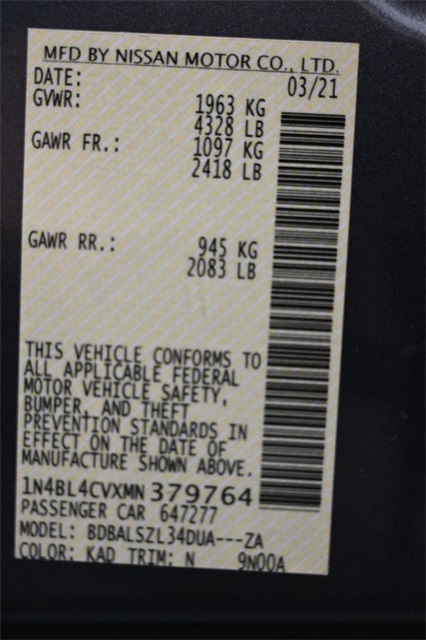 MFD BY NISSAN MOTOR CO., LTD.
DATE: 03/21
GVWR: 1963 KG
4328 LB
GAWR FR.: 1097 KG
2418 LB
GAWR RR.: 945 KG
2083 LB
THIS VEHICLE CONFORMS TO
ALL APPLICABLE FEDERAL
MOTOR VEHICLE SAFETY,
BUMPER, AND THEFT
PREVENTION STANDARDS IN
EFFECT ON THE DATE OF
MANUFACTURE SHOWN ABOVE.
1N4BL4CVXMN 379764
PASSENGER CAR 647277
MODEL: BDBALSZL34DUA---ZA
COLOR: KAD TRIM: N 9N00A